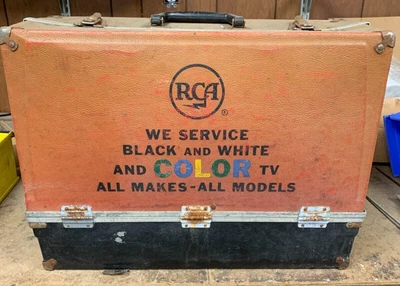 RCA
®
WE SERVICE
BLACK AND WHITE
AND COLOR TV
ALL MAKES - ALL MODELS